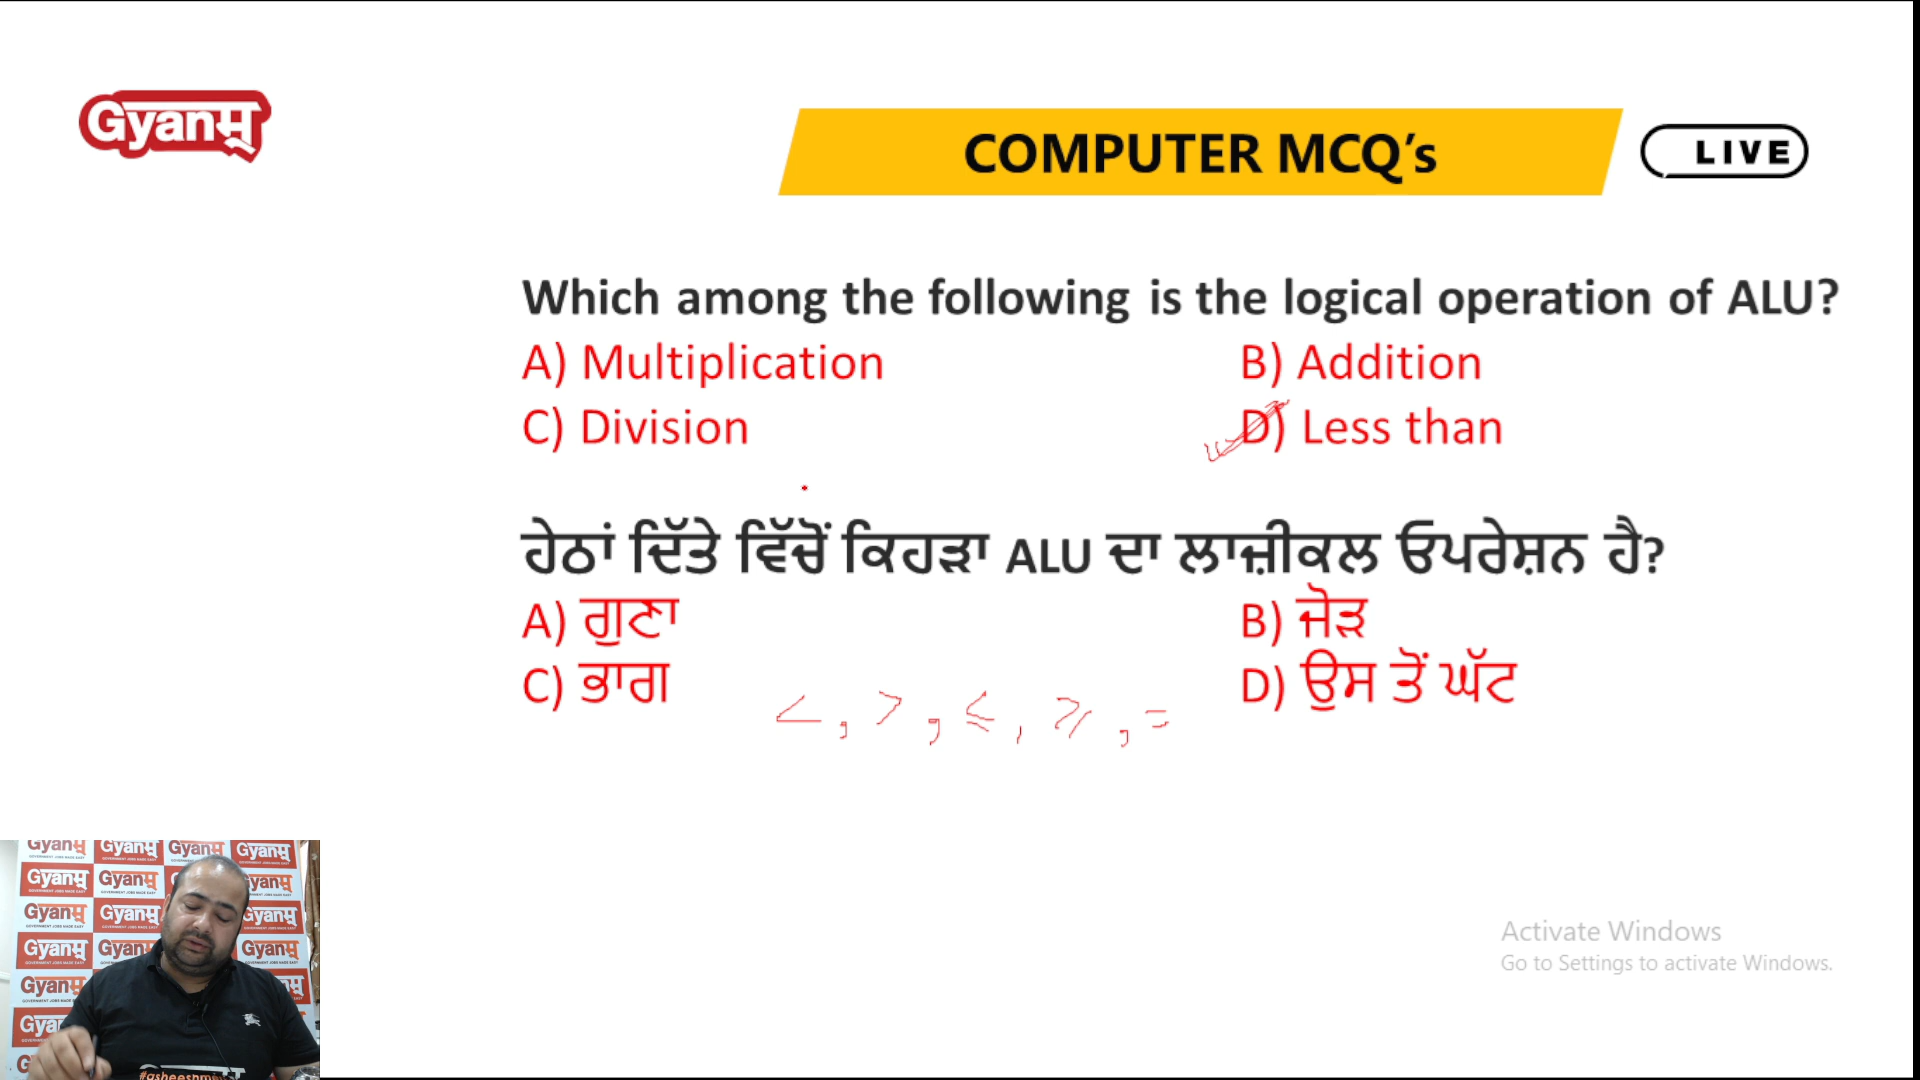 Gyanਸ੍ਰ
COMPUTER MCQ’s
LIVE
Which among the following is the logical operation of ALU?
A) Multiplication B) Addition
C) Division D) Less than
ਹੇਠਾਂ ਦਿੱਤੇ ਵਿੱਚੋਂ ਕਿਹੜਾ ALU ਦਾ ਲਾਜ਼ੀਕਲ ਓਪਰੇਸ਼ਨ ਹੈ?
A) ਗੁਣਾ B) ਜੋੜ
C) ਭਾਗ D) ਉਸ ਤੋਂ ਘੱਟ
<, >, ≤, ≥, =
Activate Windows
Go to Settings to activate Windows.